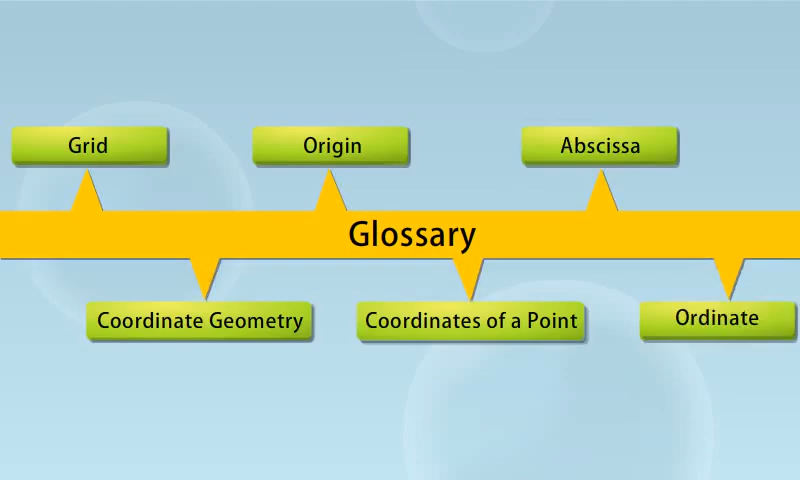 Grid
Origin
Abscissa
Glossary
Coordinate Geometry
Coordinates of a Point
Ordinate